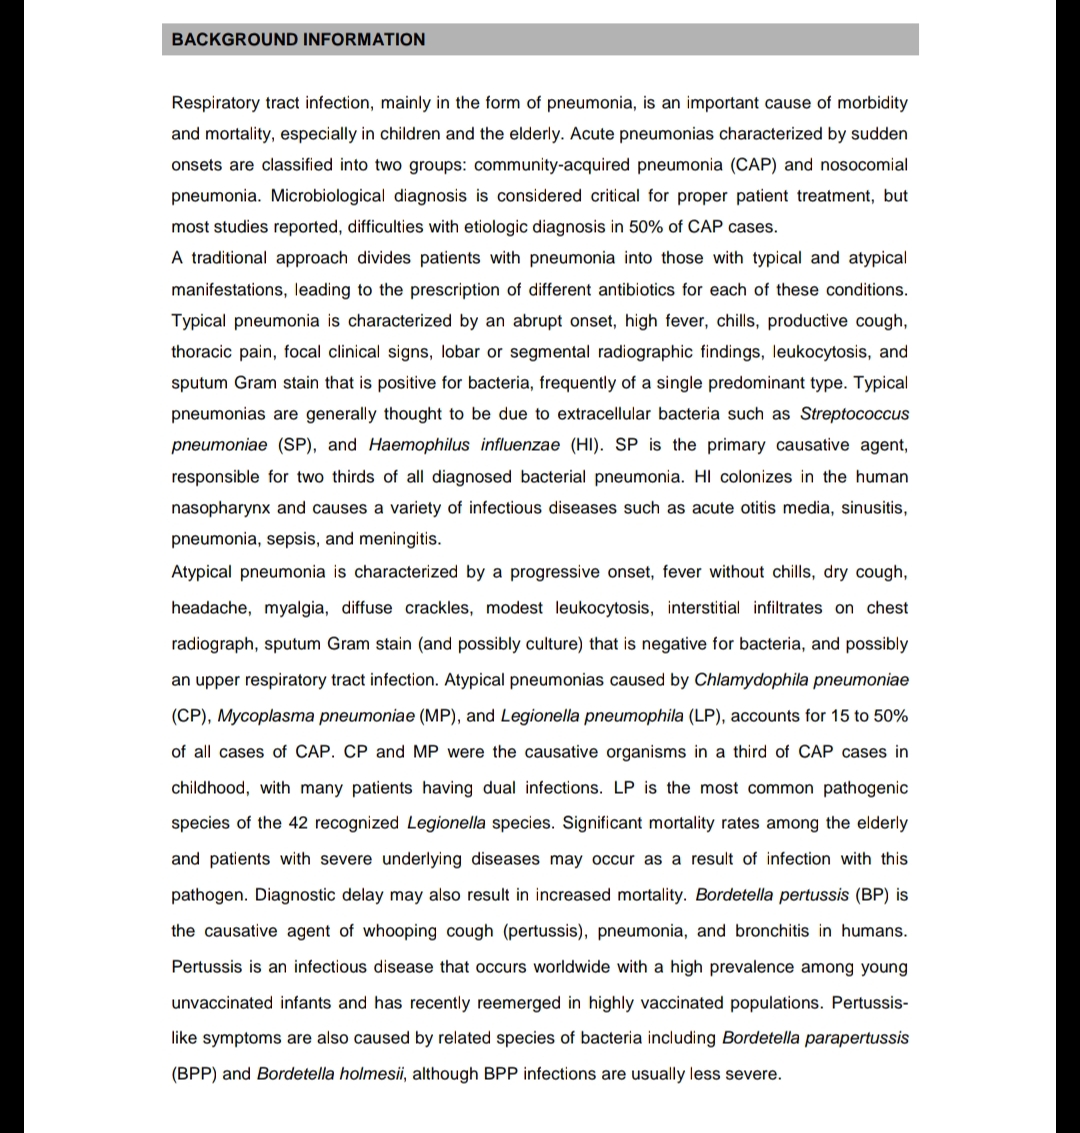 BACKGROUND INFORMATION
Respiratory tract infection, mainly in the form of pneumonia, is an important cause of morbidity
and mortality, especially in children and the elderly. Acute pneumonias characterized by sudden
onsets are classified into two groups: community-acquired pneumonia (CAP) and nosocomial
pneumonia. Microbiological diagnosis is considered critical for proper patient treatment, but
most studies reported, difficulties with etiologic diagnosis in 50% of CAP cases.
A traditional approach divides patients with pneumonia into those with typical and atypical
manifestations, leading to the prescription of different antibiotics for each of these conditions.
Typical pneumonia is characterized by an abrupt onset, high fever, chills, productive cough,
thoracic pain, focal clinical signs, lobar or segmental radiographic findings, leukocytosis, and
sputum Gram stain that is positive for bacteria, frequently of a single predominant type. Typical
pneumonias are generally thought to be due to extracellular bacteria such as Streptococcus
pneumoniae (SP), and Haemophilus influenzae (HI). SP is the primary causative agent,
responsible for two thirds of all diagnosed bacterial pneumonia. HI colonizes in the human
nasopharynx and causes a variety of infectious diseases such as acute otitis media, sinusitis,
pneumonia, sepsis, and meningitis.
Atypical pneumonia is characterized by a progressive onset, fever without chills, dry cough,
headache, myalgia, diffuse crackles, modest leukocytosis, interstitial infiltrates on chest
radiograph, sputum Gram stain (and possibly culture) that is negative for bacteria, and possibly
an upper respiratory tract infection. Atypical pneumonias caused by Chlamydophila pneumoniae
(CP), Mycoplasma pneumoniae (MP), and Legionella pneumophila (LP), accounts for 15 to 50%
of all cases of CAP. CP and MP were the causative organisms in a third of CAP cases in
childhood, with many patients having dual infections. LP is the most common pathogenic
species of the 42 recognized Legionella species. Significant mortality rates among the elderly
and patients with severe underlying diseases may occur as a result of infection with this
pathogen. Diagnostic delay may also result in increased mortality. Bordetella pertussis (BP) is
the causative agent of whooping cough (pertussis), pneumonia, and bronchitis in humans.
Pertussis is an infectious disease that occurs worldwide with a high prevalence among young
unvaccinated infants and has recently reemerged in highly vaccinated populations. Pertussis-
like symptoms are also caused by related species of bacteria including Bordetella parapertussis
(BPP) and Bordetella holmesii, although BPP infections are usually less severe.